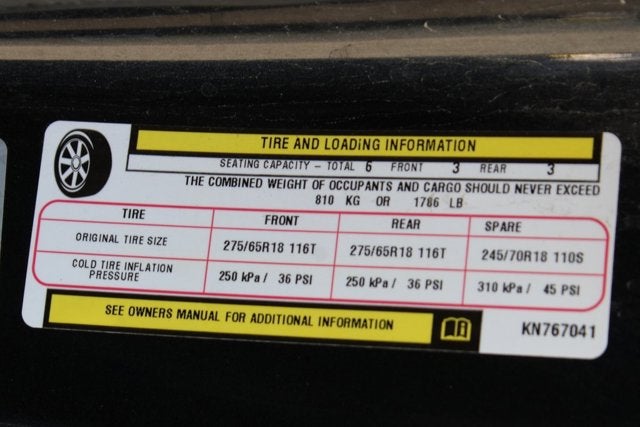 TIRE AND LOADiNG INFORMATION
SEATING CAPACITY - TOTAL 6 FRONT 3 REAR 3
THE COMBINED WEIGHT OF OCCUPANTS AND CARGO SHOULD NEVER EXCEED
810 KG OR 1786 LB
TIRE FRONT REAR SPARE
ORIGINAL TIRE SIZE 275/65R18 116T 275/65R18 116T 245/70R18 110S
COLD TIRE INFLATION
PRESSURE 250 kPa / 36 PSI 250 kPa / 36 PSI 310 kPa / 45 PSI
SEE OWNERS MANUAL FOR ADDITIONAL INFORMATION KN767041